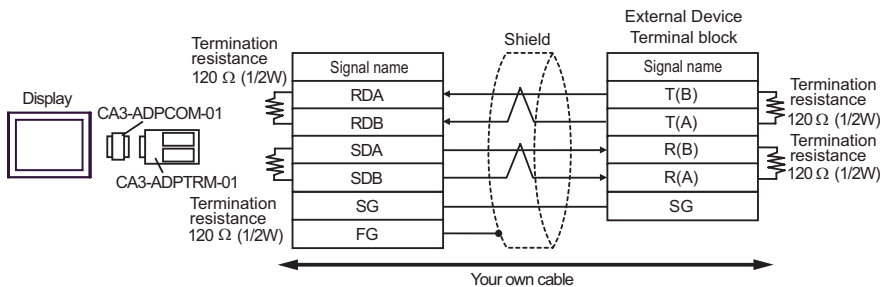 External Device
Terminal block
Shield
Termination
resistance
120 Ω (1/2W)
Signal name
Signal name
RDA
T(B)
Termination
resistance
120 Ω (1/2W)
Display
CA3-ADPCOM-01
RDB
T(A)
SDA
R(B)
Termination
resistance
120 Ω (1/2W)
CA3-ADPTRM-01
SDB
R(A)
Termination
resistance
120 Ω (1/2W)
SG
SG
FG
Your own cable